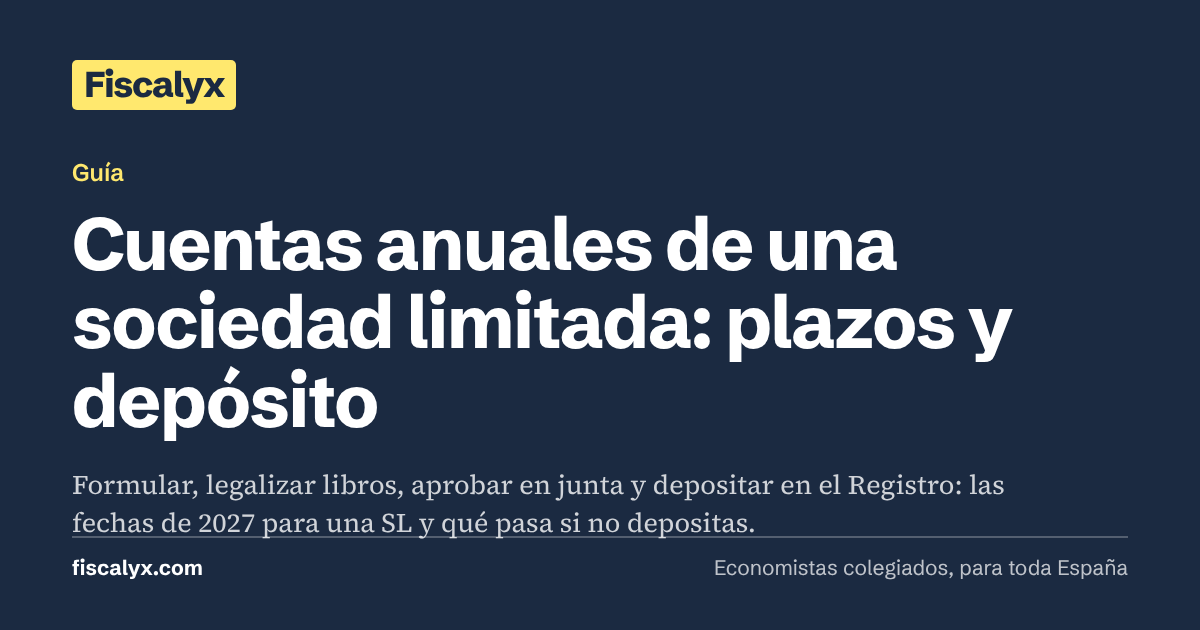 Fiscalyx
Guía
Cuentas anuales de una
sociedad limitada: plazos y
depósito
Formular, legalizar libros, aprobar en junta y depositar en el Registro: las
fechas de 2027 para una SL y qué pasa si no depositas.
fiscalyx.com
Economistas colegiados, para toda España